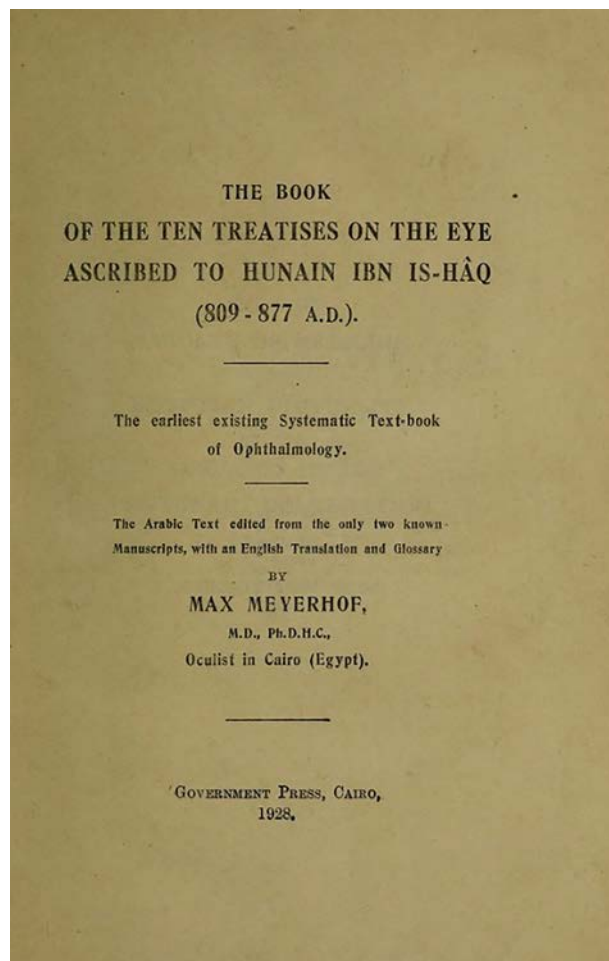 THE BOOK
OF THE TEN TREATISES ON THE EYE
ASCRIBED TO HUNAIN IBN IS-HÂQ
(809-877 A.D.).
The earliest existing Systematic Text-book
of Ophthalmology.
The Arabic Text edited from the only two known
Manuscripts, with an English Translation and Glossary
BY
MAX MEYERHOF,
M.D., Ph.D.H.C.,
Oculist in Cairo (Egypt).
GOVERNMENT PRESS, CAIRO,
1928.